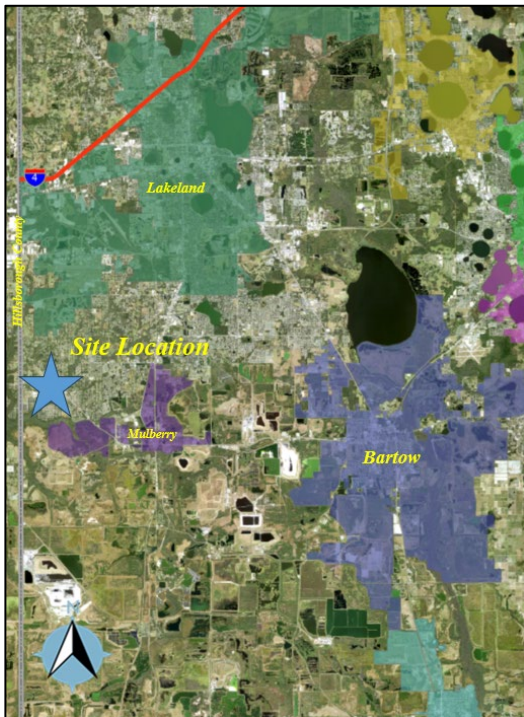 4
Lakeland
Hillsborough County
Site Location
Mulberry
Bartow
N